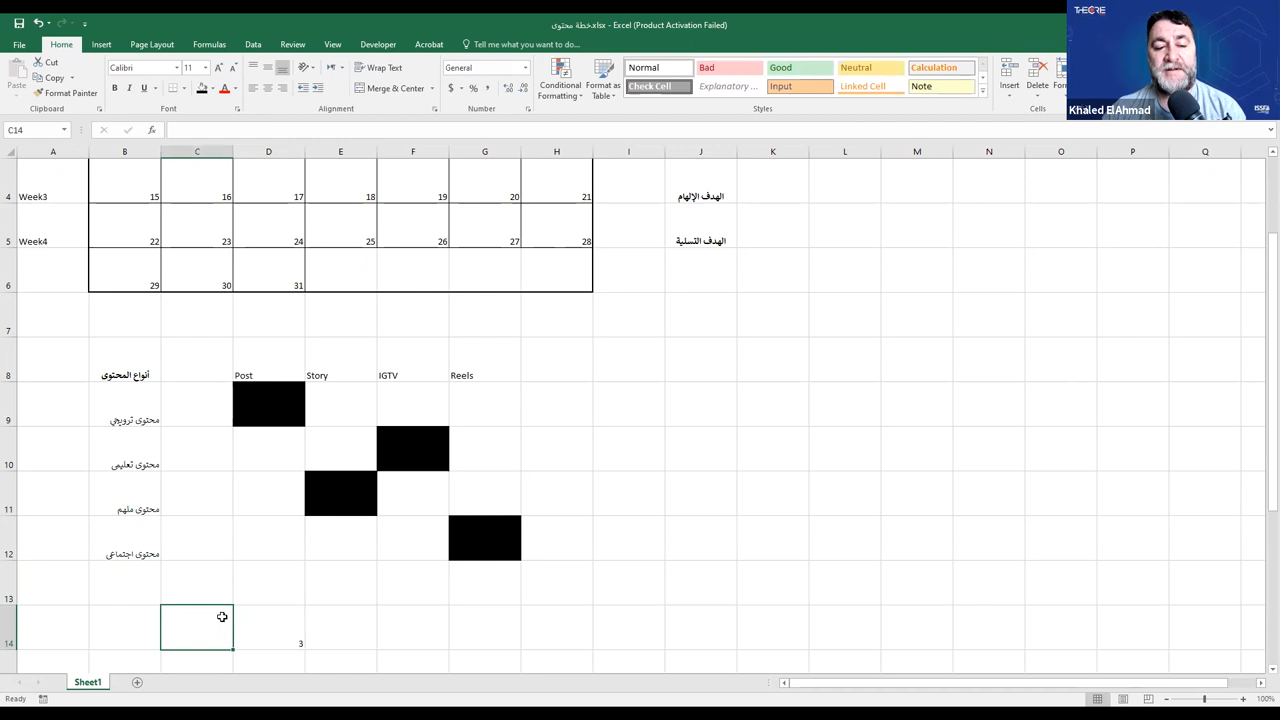 خطة محتوى.xlsx - Excel (Product Activation Failed)
File Home Insert Page Layout Formulas Data Review View Developer Acrobat Tell me what you want to do...
Cut
Copy
Format Painter
Paste
Clipboard
Calibri 11
Font
Wrap Text
Merge & Center
Alignment
General
Number
Conditional Formatting
Format as Table
Normal Bad Good Neutral Calculation
Check Cell Explanatory ... Input Linked Cell Note
Styles
Insert Delete
Cells
THECORE
Khaled ElAhmad
ISSFA
C14
fx
A B C D E F G H I J K L M N O P Q
4 Week3 15 16 17 18 19 20 21 الهدف الإلهام
5 Week4 22 23 24 25 26 27 28 الهدف التسلية
6 29 30 31
7
8 أنواع المحتوى Post Story IGTV Reels
9 محتوى ترويجي
10 محتوى تعليمى
11 محتوى ملهم
12 محتوى اجتماعى
13
14 3
Sheet1
Ready
100%